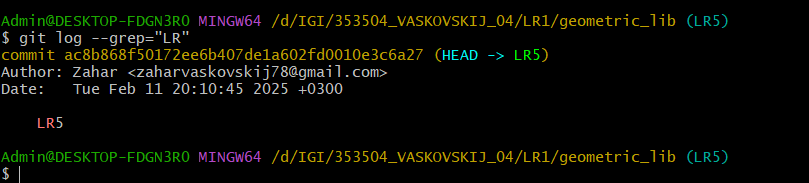 Admin@DESKTOP-FDGN3R0 MINGW64 /d/IGI/353504_VASKOVSKIJ_04/LR1/geometric_lib (LR5)
$ git log --grep="LR"
commit ac8b868f50172ee6b407de1a602fd0010e3c6a27 (HEAD -> LR5)
Author: Zahar <zaharvaskovskij78@gmail.com>
Date:   Tue Feb 11 20:10:45 2025 +0300
LR5
Admin@DESKTOP-FDGN3R0 MINGW64 /d/IGI/353504_VASKOVSKIJ_04/LR1/geometric_lib (LR5)
$